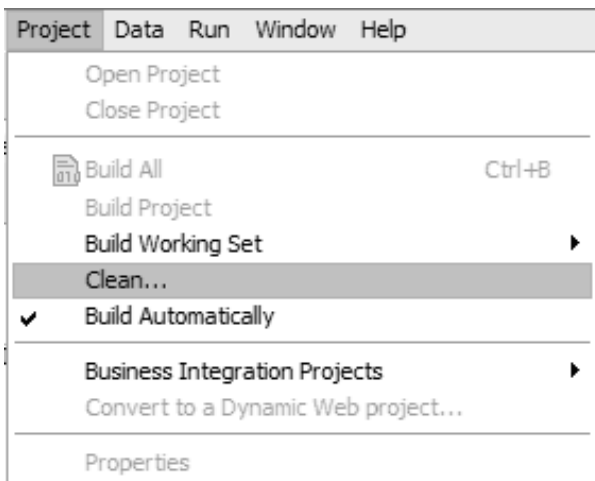 Project Data Run Window Help
Open Project
Close Project
Build All Ctrl+B
Build Project
Build Working Set
Clean...
Build Automatically
Business Integration Projects
Convert to a Dynamic Web project...
Properties